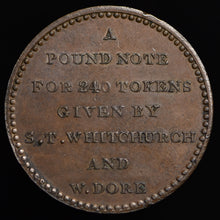 A
POUND NOTE
FOR 240 TOKENS
GIVEN BY
S.T.WHITCHURCH
AND
W.DORE